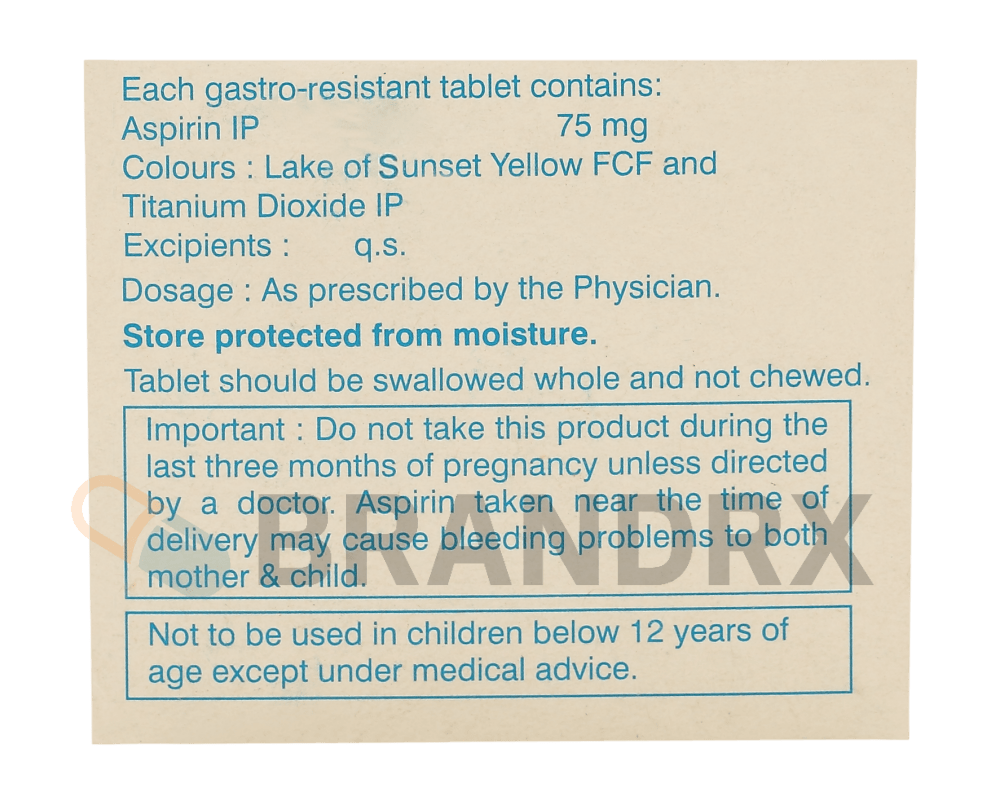 Each gastro-resistant tablet contains:
Aspirin IP 75 mg
Colours : Lake of Sunset Yellow FCF and
Titanium Dioxide IP
Excipients : q.s.
Dosage : As prescribed by the Physician.
Store protected from moisture.
Tablet should be swallowed whole and not chewed.
Important : Do not take this product during the
last three months of pregnancy unless directed
by a doctor. Aspirin taken near the time of
delivery may cause bleeding problems to both
mother & child.
BRANDRX
Not to be used in children below 12 years of
age except under medical advice.